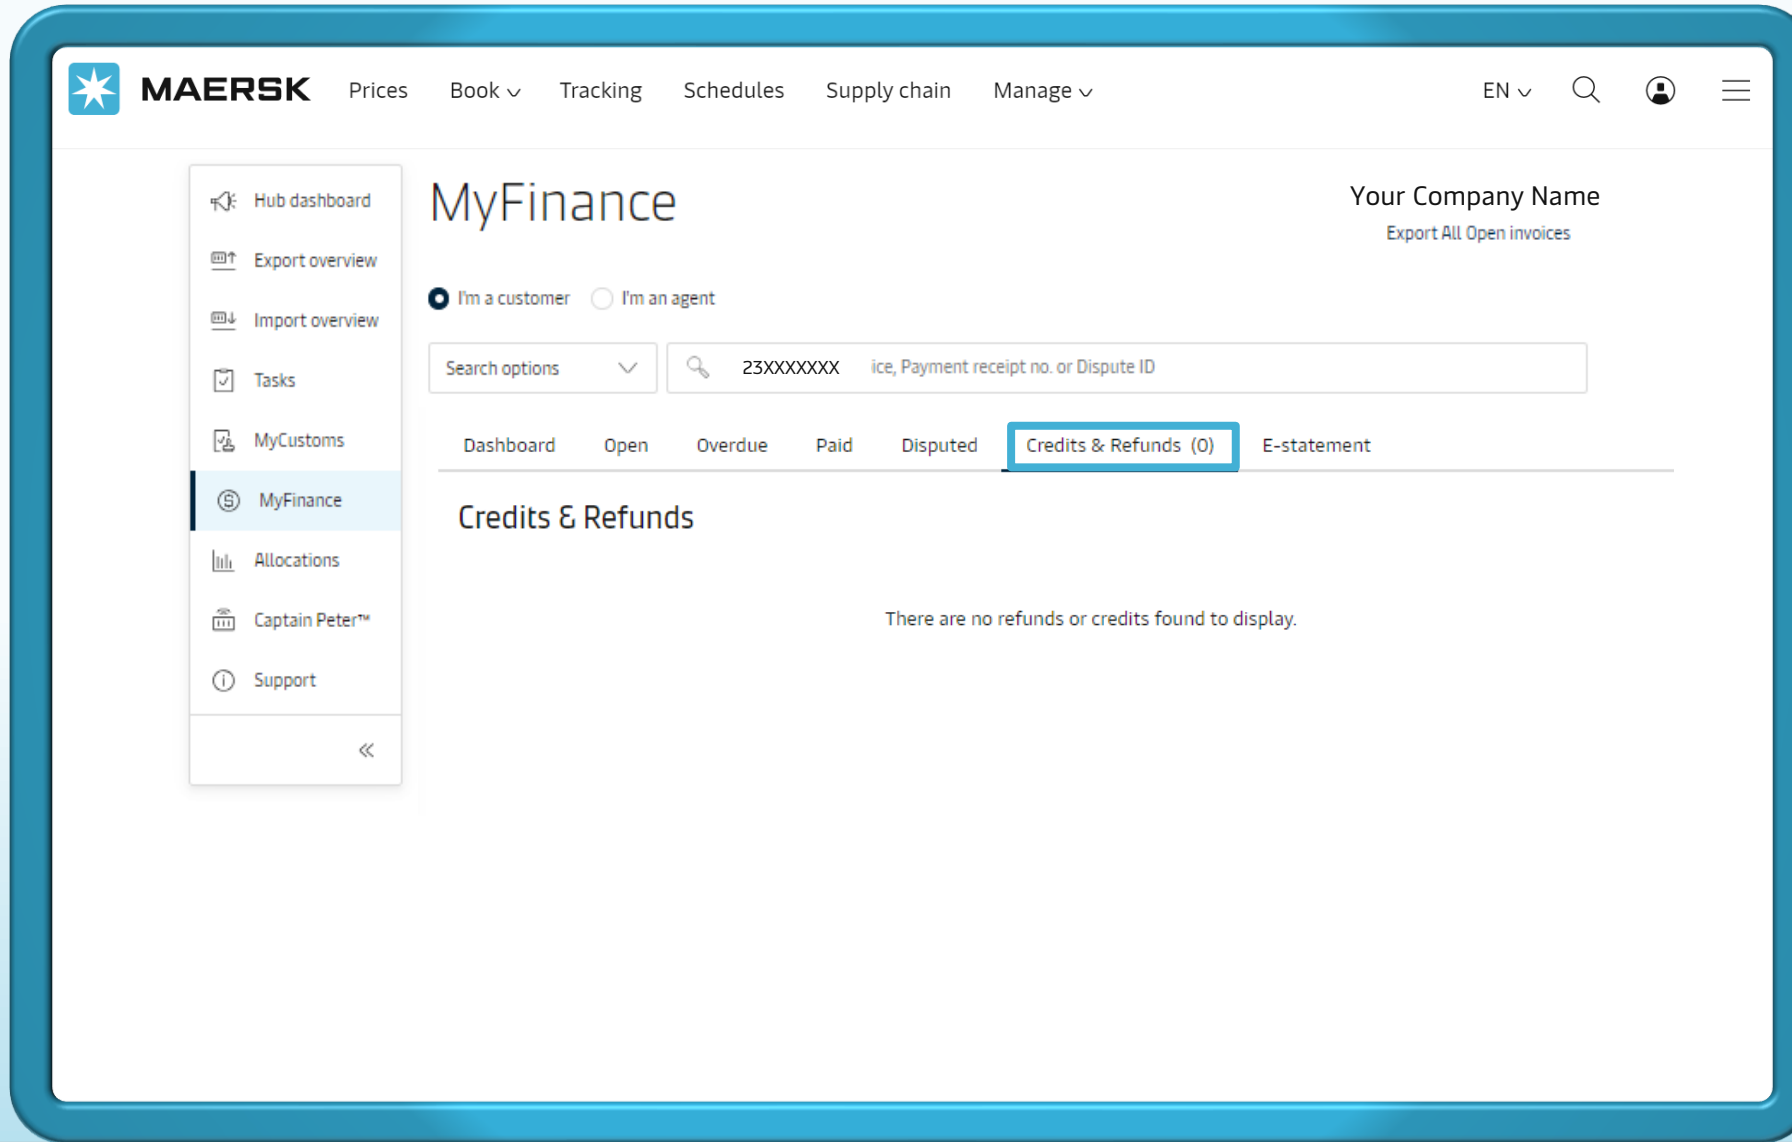 MAERSK Prices Book Tracking Schedules Supply chain Manage EN
Hub dashboard
Export overview
Import overview
Tasks
MyCustoms
MyFinance
Allocations
Captain Peter™
Support
MyFinance
Your Company Name
Export All Open invoices
I'm a customer I'm an agent
Search options 23XXXXXXX ice, Payment receipt no. or Dispute ID
Dashboard Open Overdue Paid Disputed Credits & Refunds (0) E-statement
Credits & Refunds
There are no refunds or credits found to display.